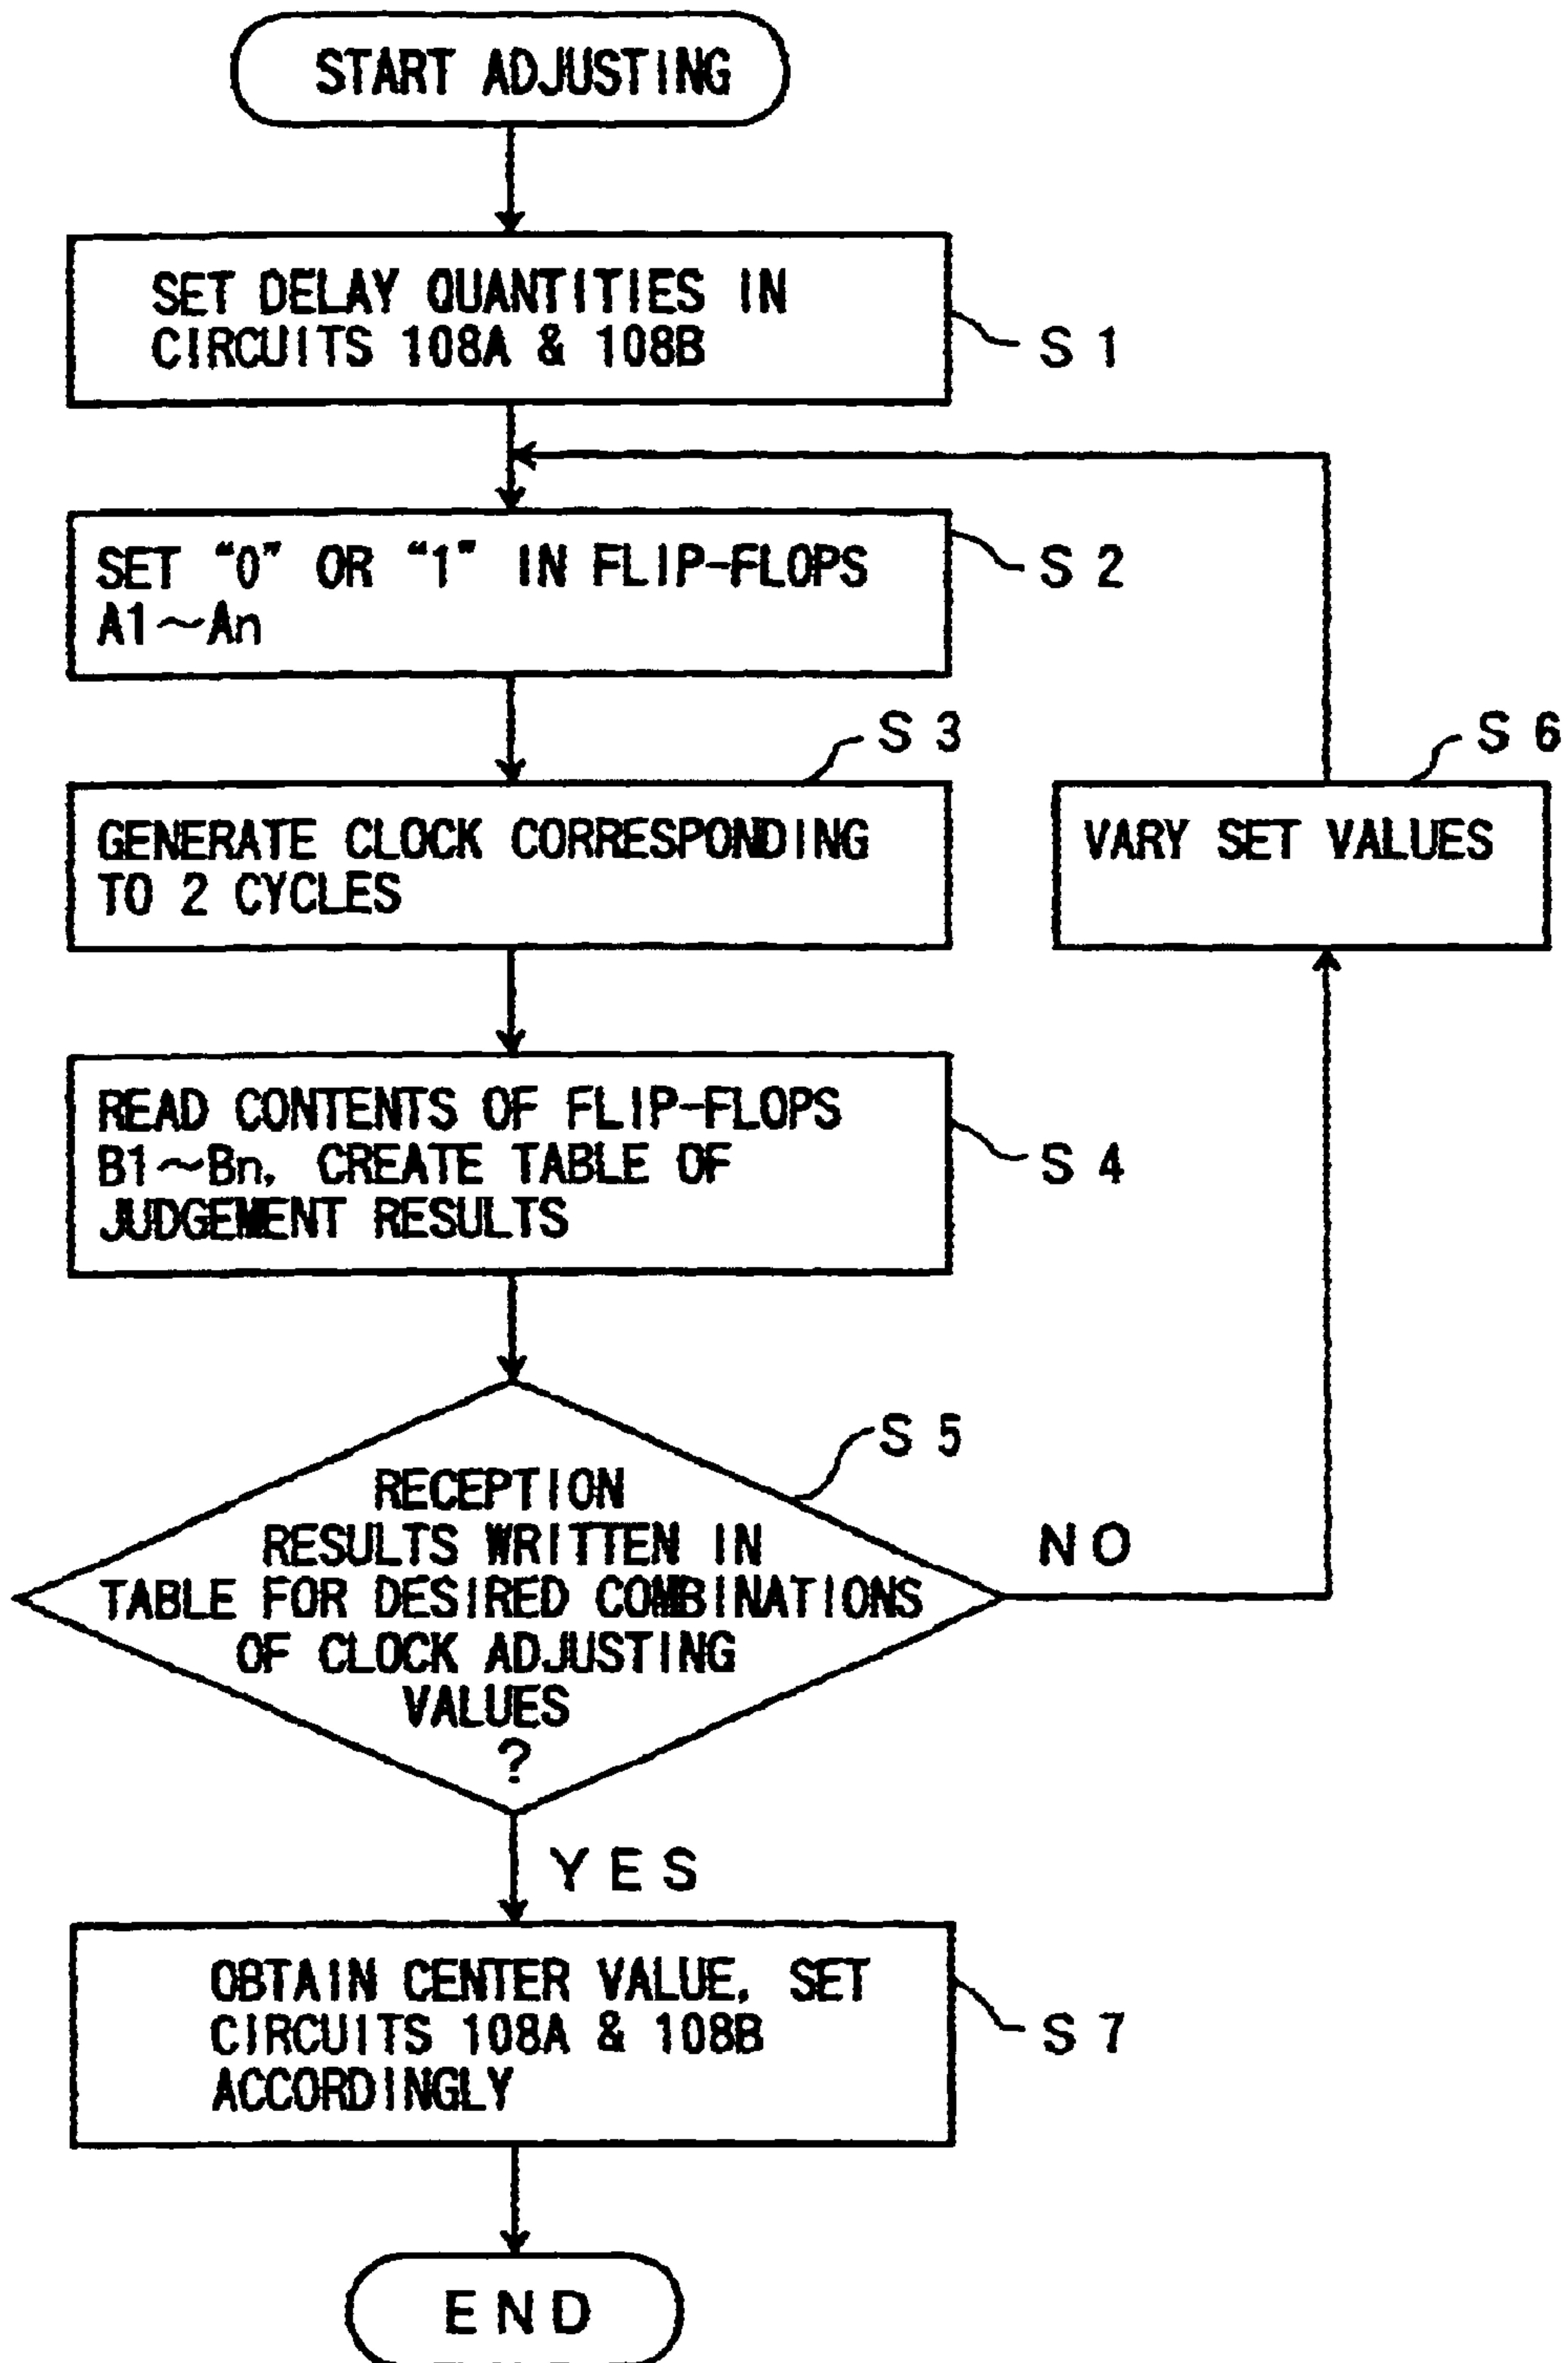 START ADJUSTING
SET DELAY QUANTITIES IN
CIRCUITS 108A & 108B
S 1
SET “0” OR “1” IN FLIP-FLOPS
A1～An
S 2
S 3
GENERATE CLOCK CORRESPONDING
TO 2 CYCLES
S 6
VARY SET VALUES
READ CONTENTS OF FLIP-FLOPS
B1～Bn, CREATE TABLE OF
JUDGEMENT RESULTS
S 4
S 5
RECEPTION
RESULTS WRITTEN IN
TABLE FOR DESIRED COMBINATIONS
OF CLOCK ADJUSTING
VALUES
?
NO
YES
OBTAIN CENTER VALUE, SET
CIRCUITS 108A & 108B
ACCORDINGLY
S 7
END